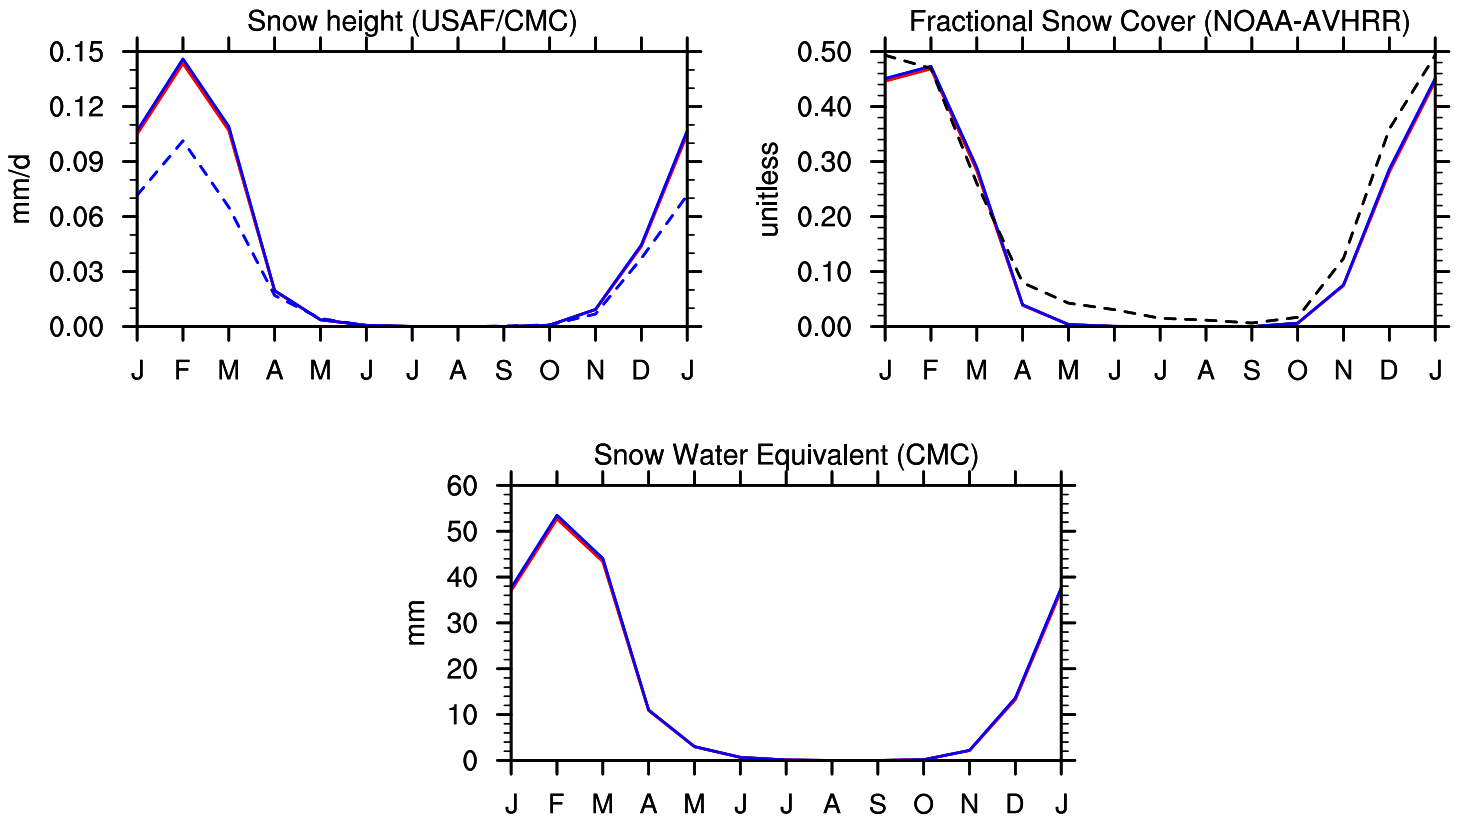 Snow height (USAF/CMC)
0.15
0.12
0.09
0.06
0.03
0.00
mm/d
J F M A M J J A S O N D J
Fractional Snow Cover (NOAA-AVHRR)
0.50
0.40
0.30
0.20
0.10
0.00
unitless
J F M A M J J A S O N D J
Snow Water Equivalent (CMC)
60
50
40
30
20
10
0
mm
J F M A M J J A S O N D J